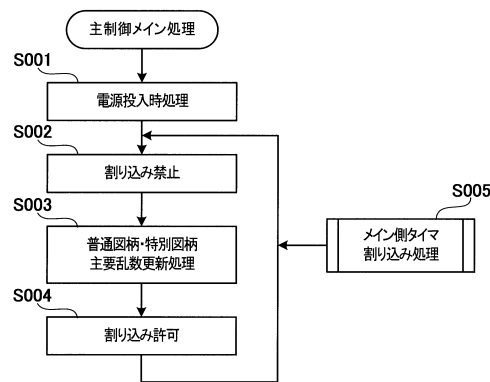 主制御メイン処理
S001
電源投入時処理
S002
割り込み禁止
S003
普通図柄・特別図柄
主要乱数更新処理
S004
割り込み許可
S005
メイン側タイマ
割り込み処理